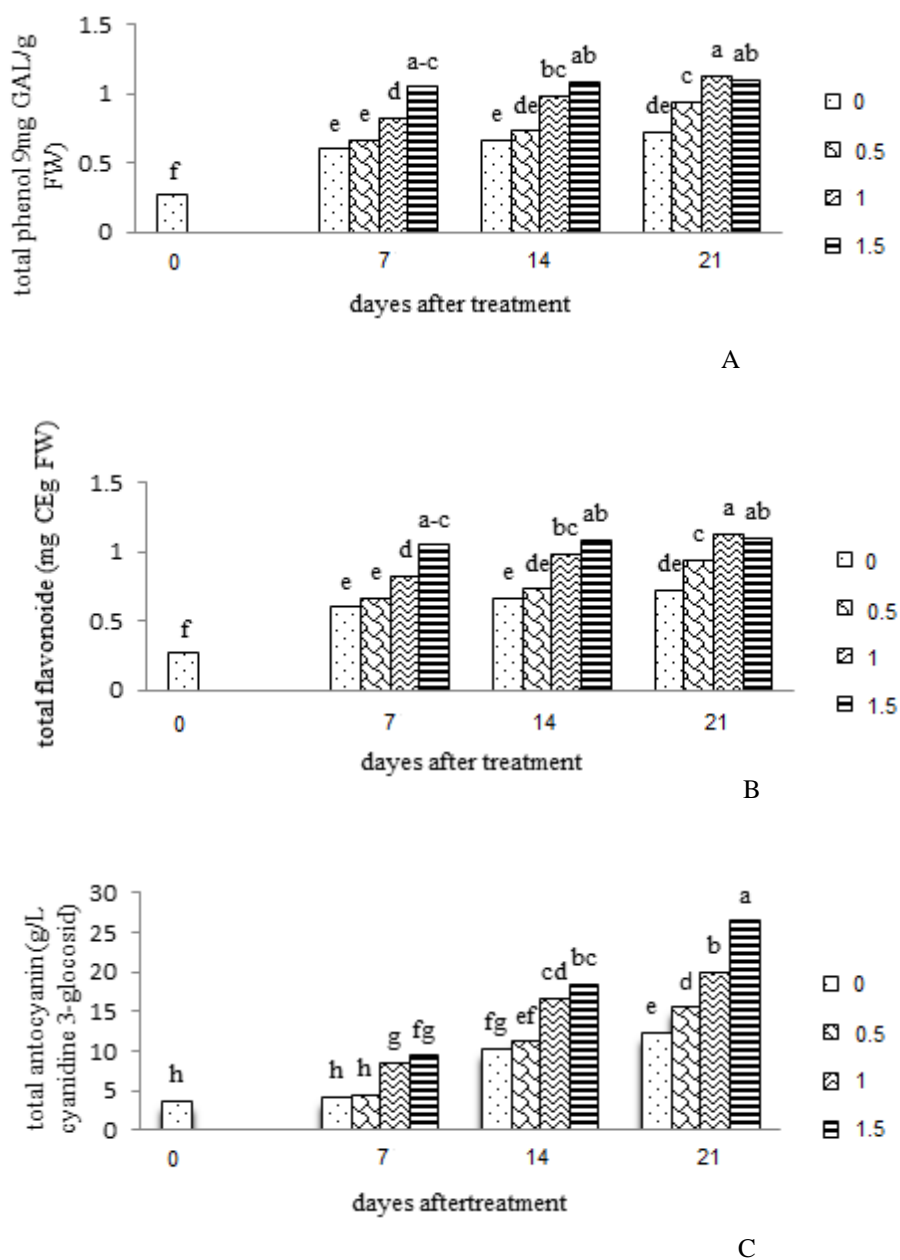 total phenol 9mg GAL/g
FW)
1.5
1
0.5
0
f
e e d a-c
e de bc ab
de c a ab
0 7 14 21
dayes after treatment
0
0.5
1
1.5
A
total flavonoide (mg CEg FW)
1.5
1
0.5
0
f
e e d a-c
e de bc ab
de c a ab
0 7 14 21
dayes after treatment
0
0.5
1
1.5
B
total antocyanin (g/L
cyanidine 3-glocosid)
30
25
20
15
10
5
0
h
h h g fg
fg ef cd bc
e d b a
0 7 14 21
dayes aftertreatment
0
0.5
1
1.5
C